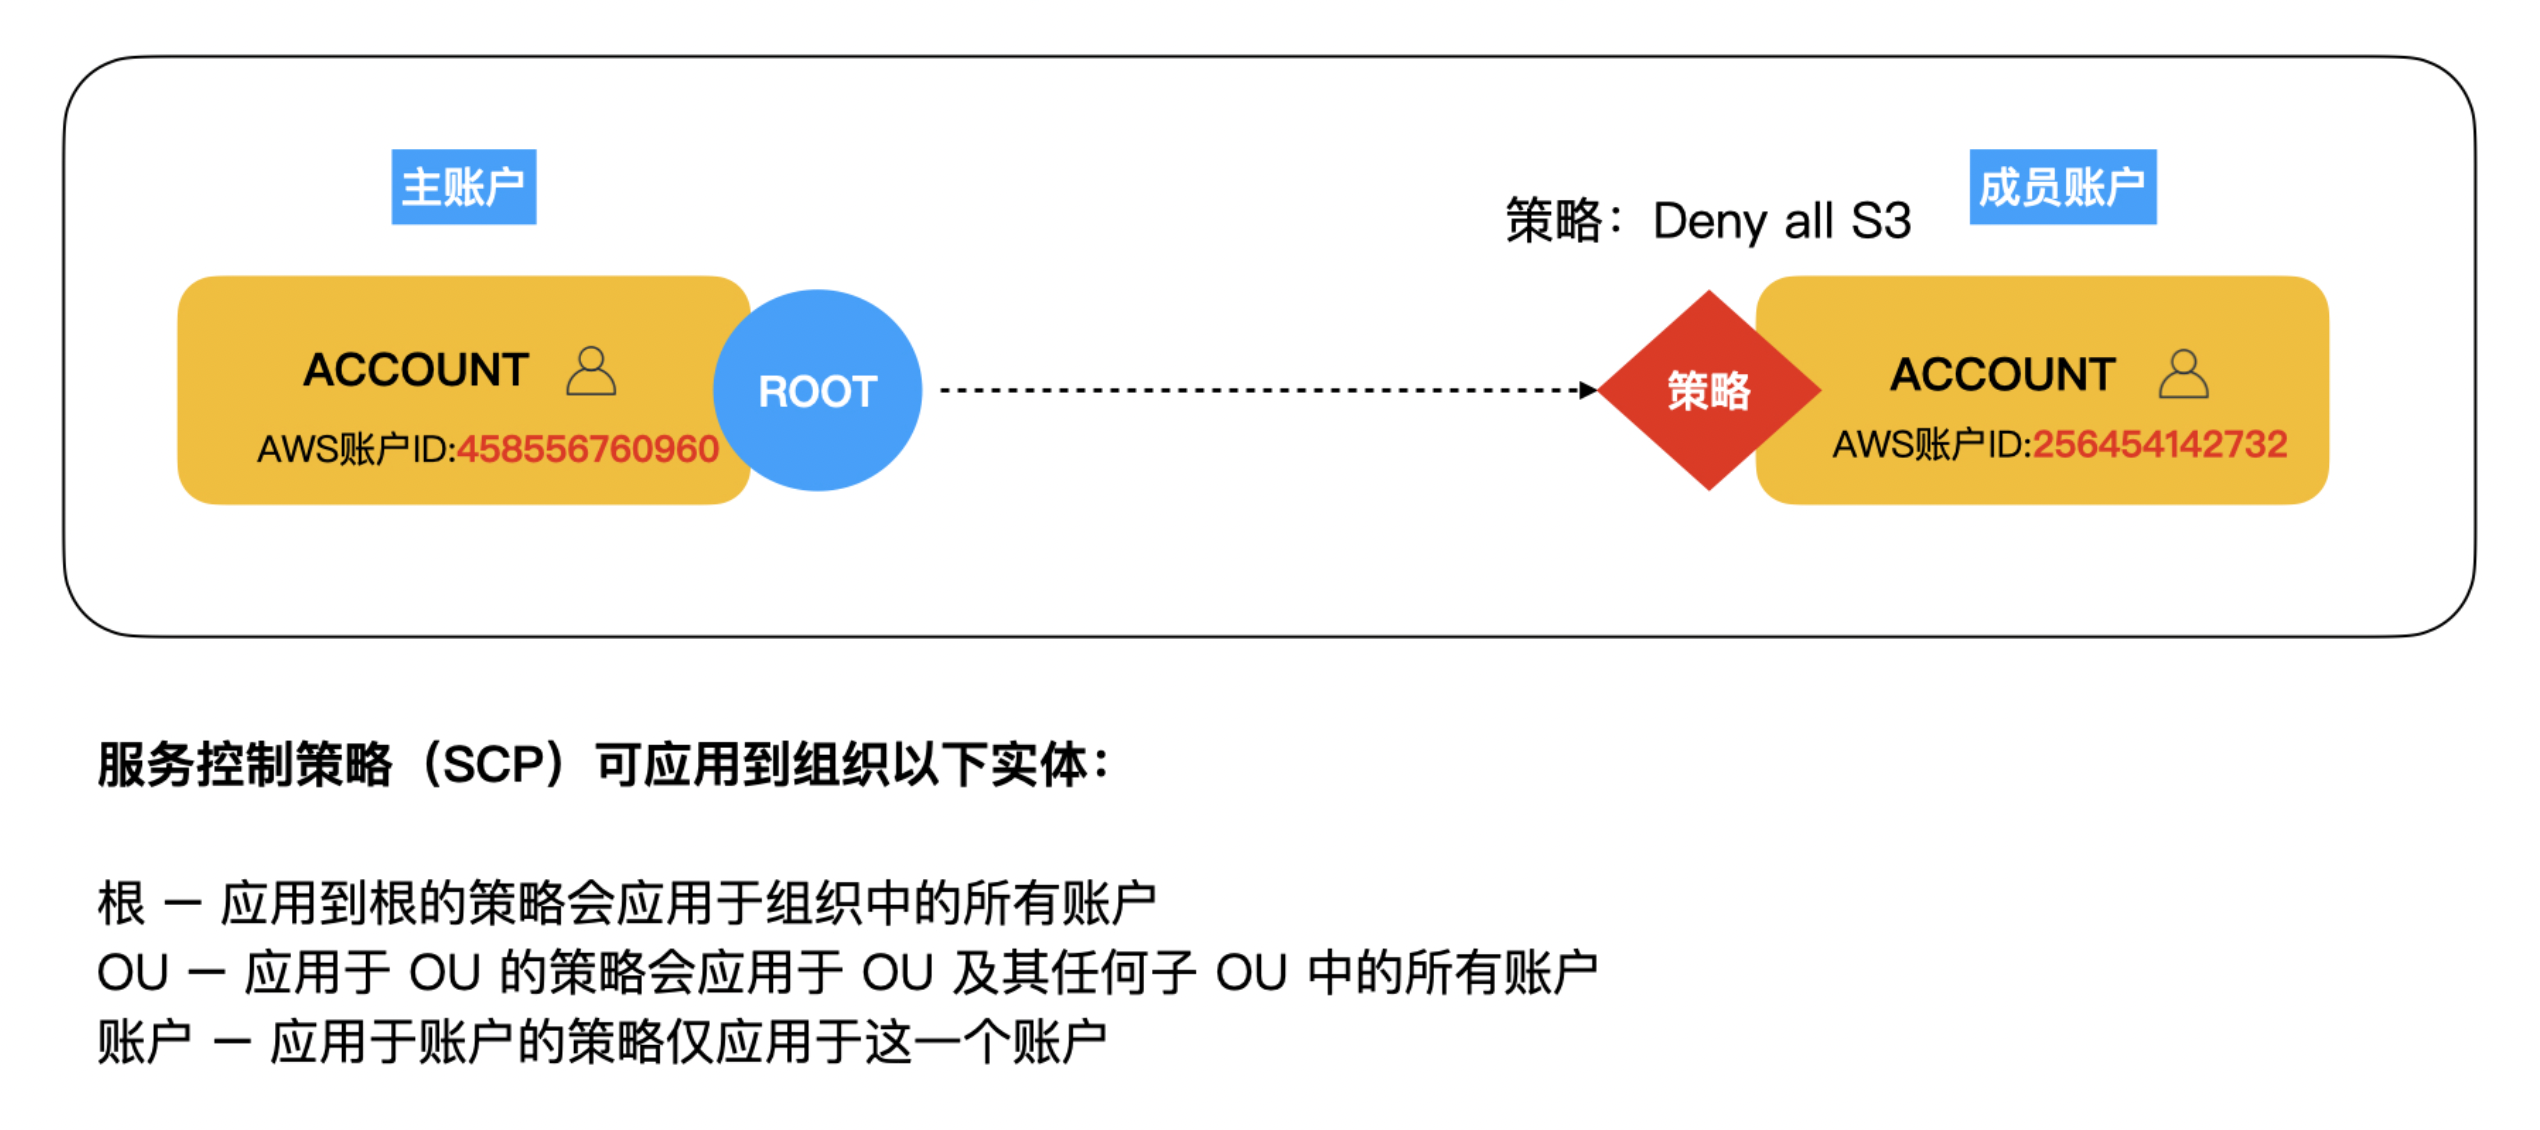 主账户
成员账户
策略：Deny all S3
ACCOUNT
AWS账户ID:458556760960
ROOT
策略
ACCOUNT
AWS账户ID:256454142732
服务控制策略（SCP）可应用到组织以下实体：
根 — 应用到根的策略会应用于组织中的所有账户
OU — 应用于 OU 的策略会应用于 OU 及其任何子 OU 中的所有账户
账户 — 应用于账户的策略仅应用于这一个账户